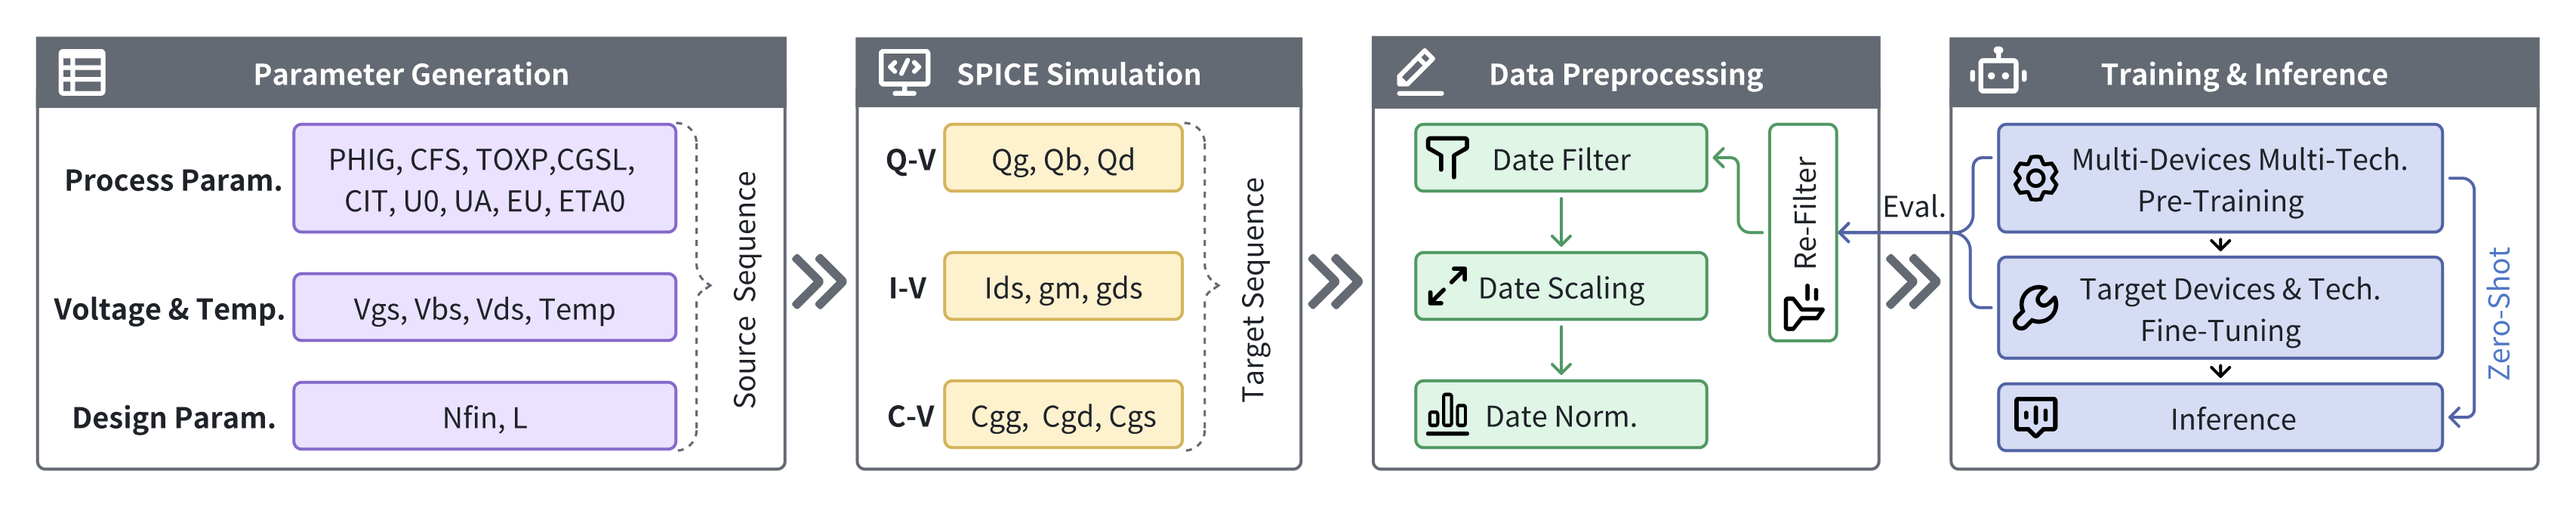 Parameter Generation
Process Param.
PHIG, CFS, TOXP,CGSL,
CIT, U0, UA, EU, ETA0
Voltage & Temp.
Vgs, Vbs, Vds, Temp
Design Param.
Nfin, L
Source Sequence
SPICE Simulation
Q-V
Qg, Qb, Qd
I-V
Ids, gm, gds
C-V
Cgg, Cgd, Cgs
Target Sequence
Data Preprocessing
Date Filter
Date Scaling
Date Norm.
Re-Filter
Eval.
Training & Inference
Multi-Devices Multi-Tech.
Pre-Training
Target Devices & Tech.
Fine-Tuning
Inference
Zero-Shot